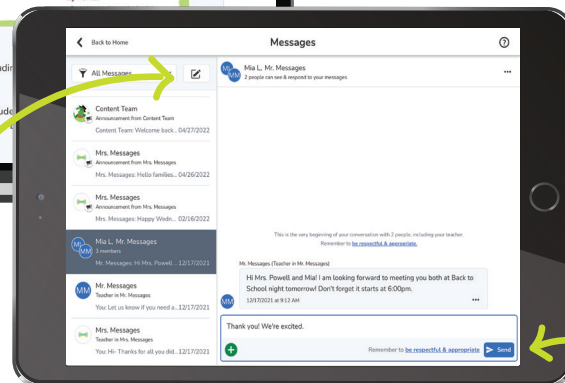 Back to Home
Messages
?
All Messages
Content Team
Announcement from Content Team
Content Team: Welcome back... 04/27/2022
Mrs. Messages
Announcement from Mrs. Messages
Mrs. Messages: Hello families... 04/26/2022
Mrs. Messages
Announcement from Mrs. Messages
Mrs. Messages: Happy Wedn... 02/16/2022
Mia L, Mr. Messages
3 members
Mr. Messages: Hi Mrs. Powell... 12/17/2021
MM
Mr. Messages
Teacher in Mr. Messages
You: Let us know if you need a... 12/17/2021
Mrs. Messages
Teacher in Mrs. Messages
You: Hi- Thanks for all you did... 12/17/2021
Mia L, Mr. Messages
2 people can see & respond to your messages
This is the very beginning of your conversation with 2 people, including your teacher.
Remember to be respectful & appropriate.
Mr. Messages (Teacher in Mr. Messages)
Hi Mrs. Powell and Mia! I am looking forward to meeting you both at Back to
School night tomorrow! Don't forget it starts at 6:00pm.
12/17/2021 at 9:12 AM
MM
Thank you! We're excited.
Remember to be respectful & appropriate
Send